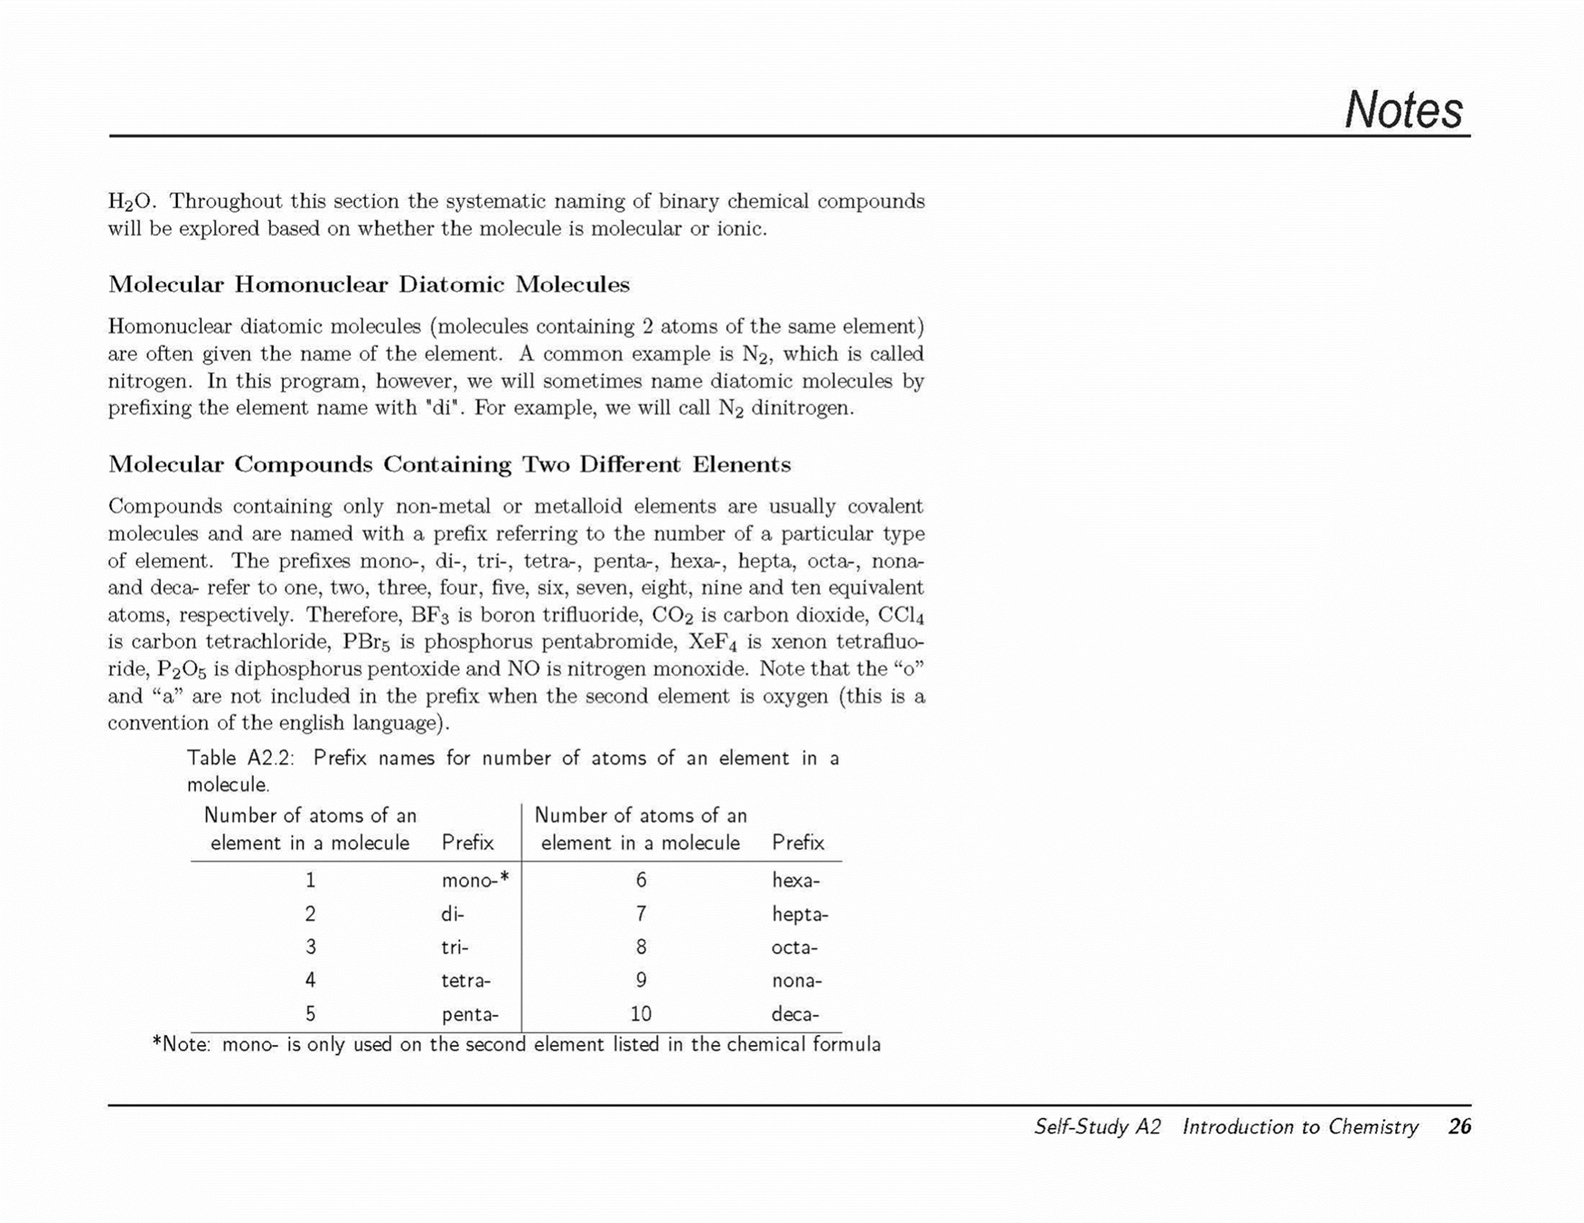 Notes
H₂O. Throughout this section the systematic naming of binary chemical compounds
will be explored based on whether the molecule is molecular or ionic.
Molecular Homonuclear Diatomic Molecules
Homonuclear diatomic molecules (molecules containing 2 atoms of the same element)
are often given the name of the element. A common example is N₂, which is called
nitrogen. In this program, however, we will sometimes name diatomic molecules by
prefixing the element name with "di". For example, we will call N₂ dinitrogen.
Molecular Compounds Containing Two Different Elenents
Compounds containing only non-metal or metalloid elements are usually covalent
molecules and are named with a prefix referring to the number of a particular type
of element. The prefixes mono-, di-, tri-, tetra-, penta-, hexa-, hepta, octa-, nona-
and deca- refer to one, two, three, four, five, six, seven, eight, nine and ten equivalent
atoms, respectively. Therefore, BF₃ is boron trifluoride, CO₂ is carbon dioxide, CCl₄
is carbon tetrachloride, PBr₅ is phosphorus pentabromide, XeF₄ is xenon tetrafluo-
ride, P₂O₅ is diphosphorus pentoxide and NO is nitrogen monoxide. Note that the “o”
and “a” are not included in the prefix when the second element is oxygen (this is a
convention of the english language).
Table A2.2: Prefix names for number of atoms of an element in a
molecule.
Number of atoms of an Number of atoms of an
element in a molecule Prefix element in a molecule Prefix
1 mono-* 6 hexa-
2 di- 7 hepta-
3 tri- 8 octa-
4 tetra- 9 nona-
5 penta- 10 deca-
*Note: mono- is only used on the second element listed in the chemical formula
Self-Study A2 Introduction to Chemistry 26